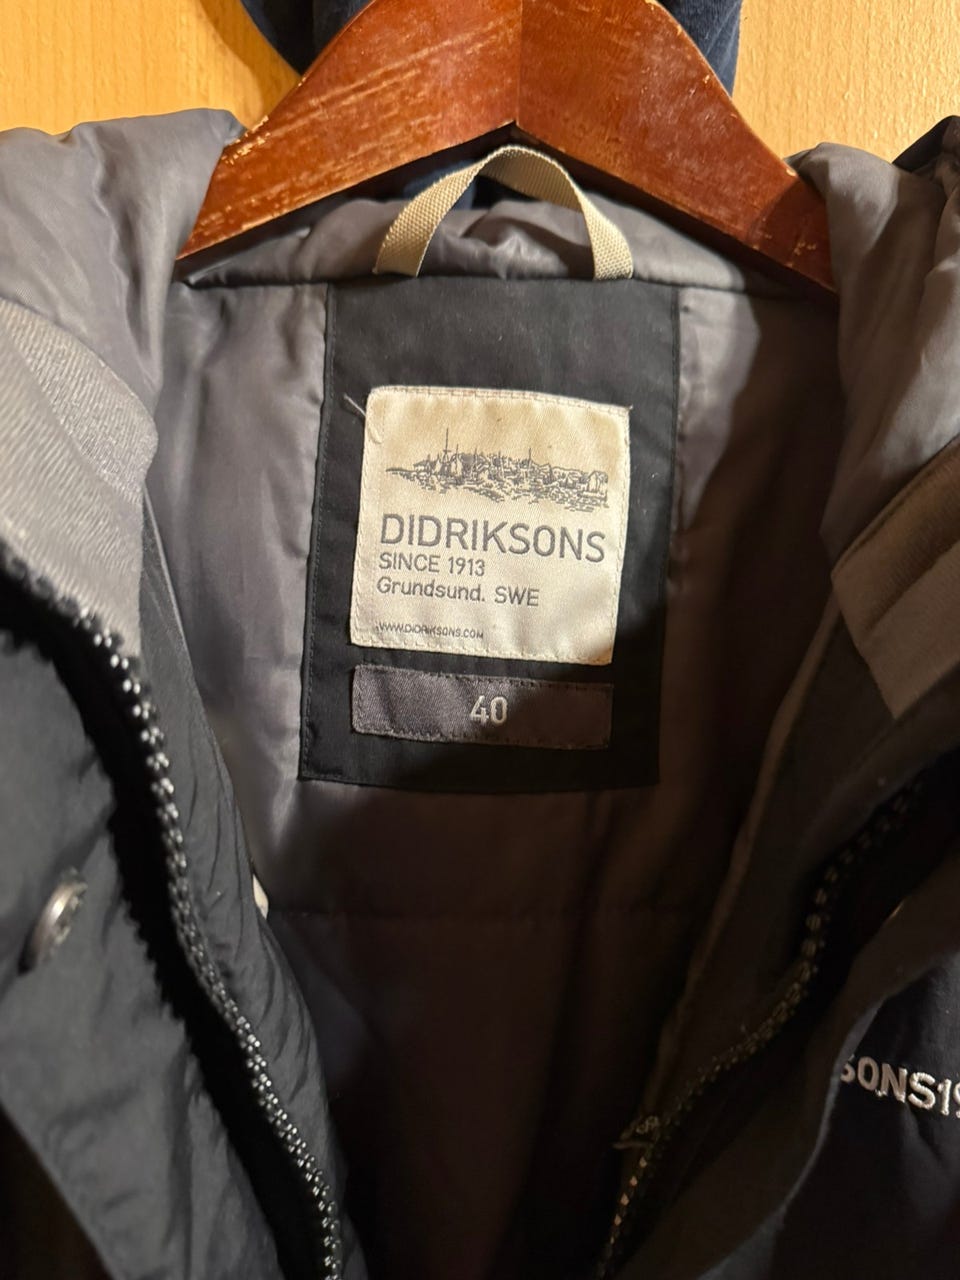 DIDRIKSONS
SINCE 1913
Grundsund. SWE
WWW.DIDRIKSONS.COM
40
SONS19